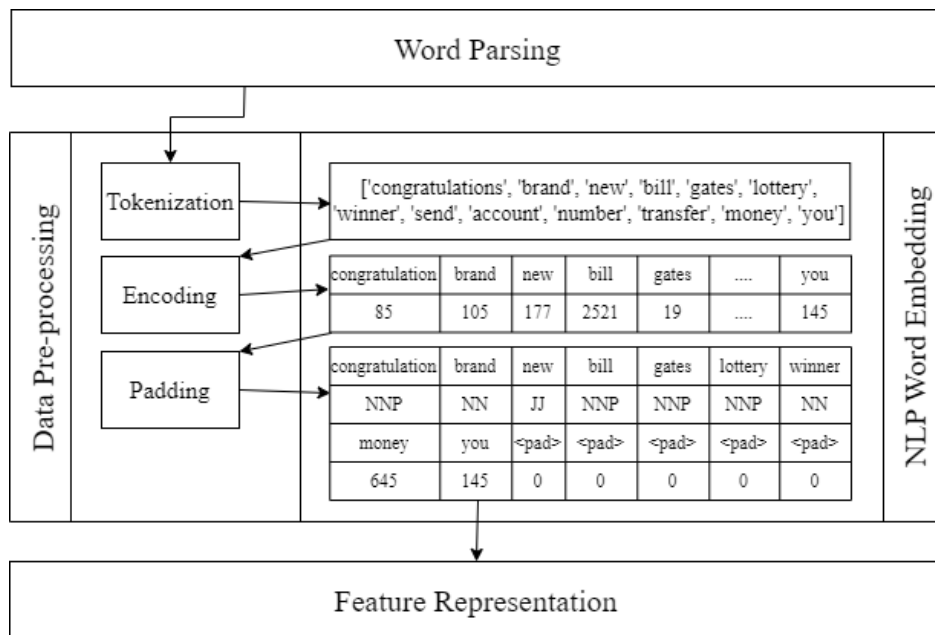 Word Parsing
Data Pre-processing
Tokenization
['congratulations', 'brand', 'new', 'bill', 'gates', 'lottery',
'winner', 'send', 'account', 'number', 'transfer', 'money', 'you']
Encoding
congratulation brand new bill gates .... you
85 105 177 2521 19 .... 145
Padding
congratulation brand new bill gates lottery winner
NNP NN JJ NNP NNP NNP NN
money you <pad> <pad> <pad> <pad> <pad>
645 145 0 0 0 0 0
NLP Word Embedding
Feature Representation